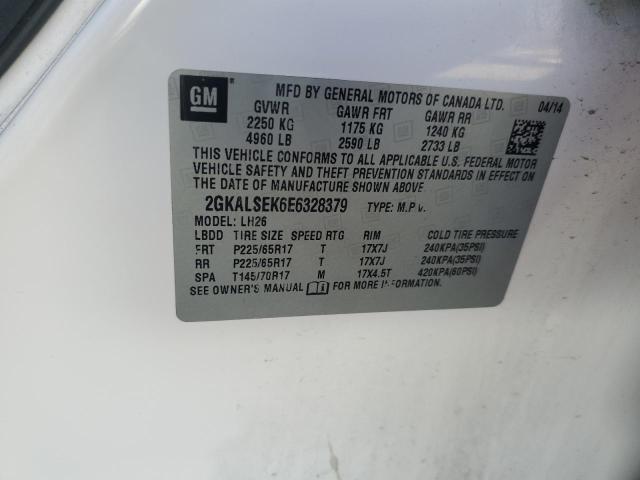 GM
MFD BY GENERAL MOTORS OF CANADA LTD. 04/14
GVWR GAWR FRT GAWR RR
2250 KG 1175 KG 1240 KG
4960 LB 2590 LB 2733 LB
THIS VEHICLE CONFORMS TO ALL APPLICABLE U.S. FEDERAL MOTOR
VEHICLE SAFETY AND THEFT PREVENTION STANDARDS IN EFFECT ON
THE DATE OF MANUFACTURE SHOWN ABOVE
2GKALSEK6E6328379 TYPE: M.P.V.
MODEL: LH26
LBDD TIRE SIZE SPEED RTG RIM COLD TIRE PRESSURE
FRT P225/65R17 T 17X7J 240KPA(35PSI)
RR P225/65R17 T 17X7J 240KPA(35PSI)
SPA T145/70R17 M 17X4.5T 420KPA(60PSI)
SEE OWNER'S MANUAL FOR MORE INFORMATION.